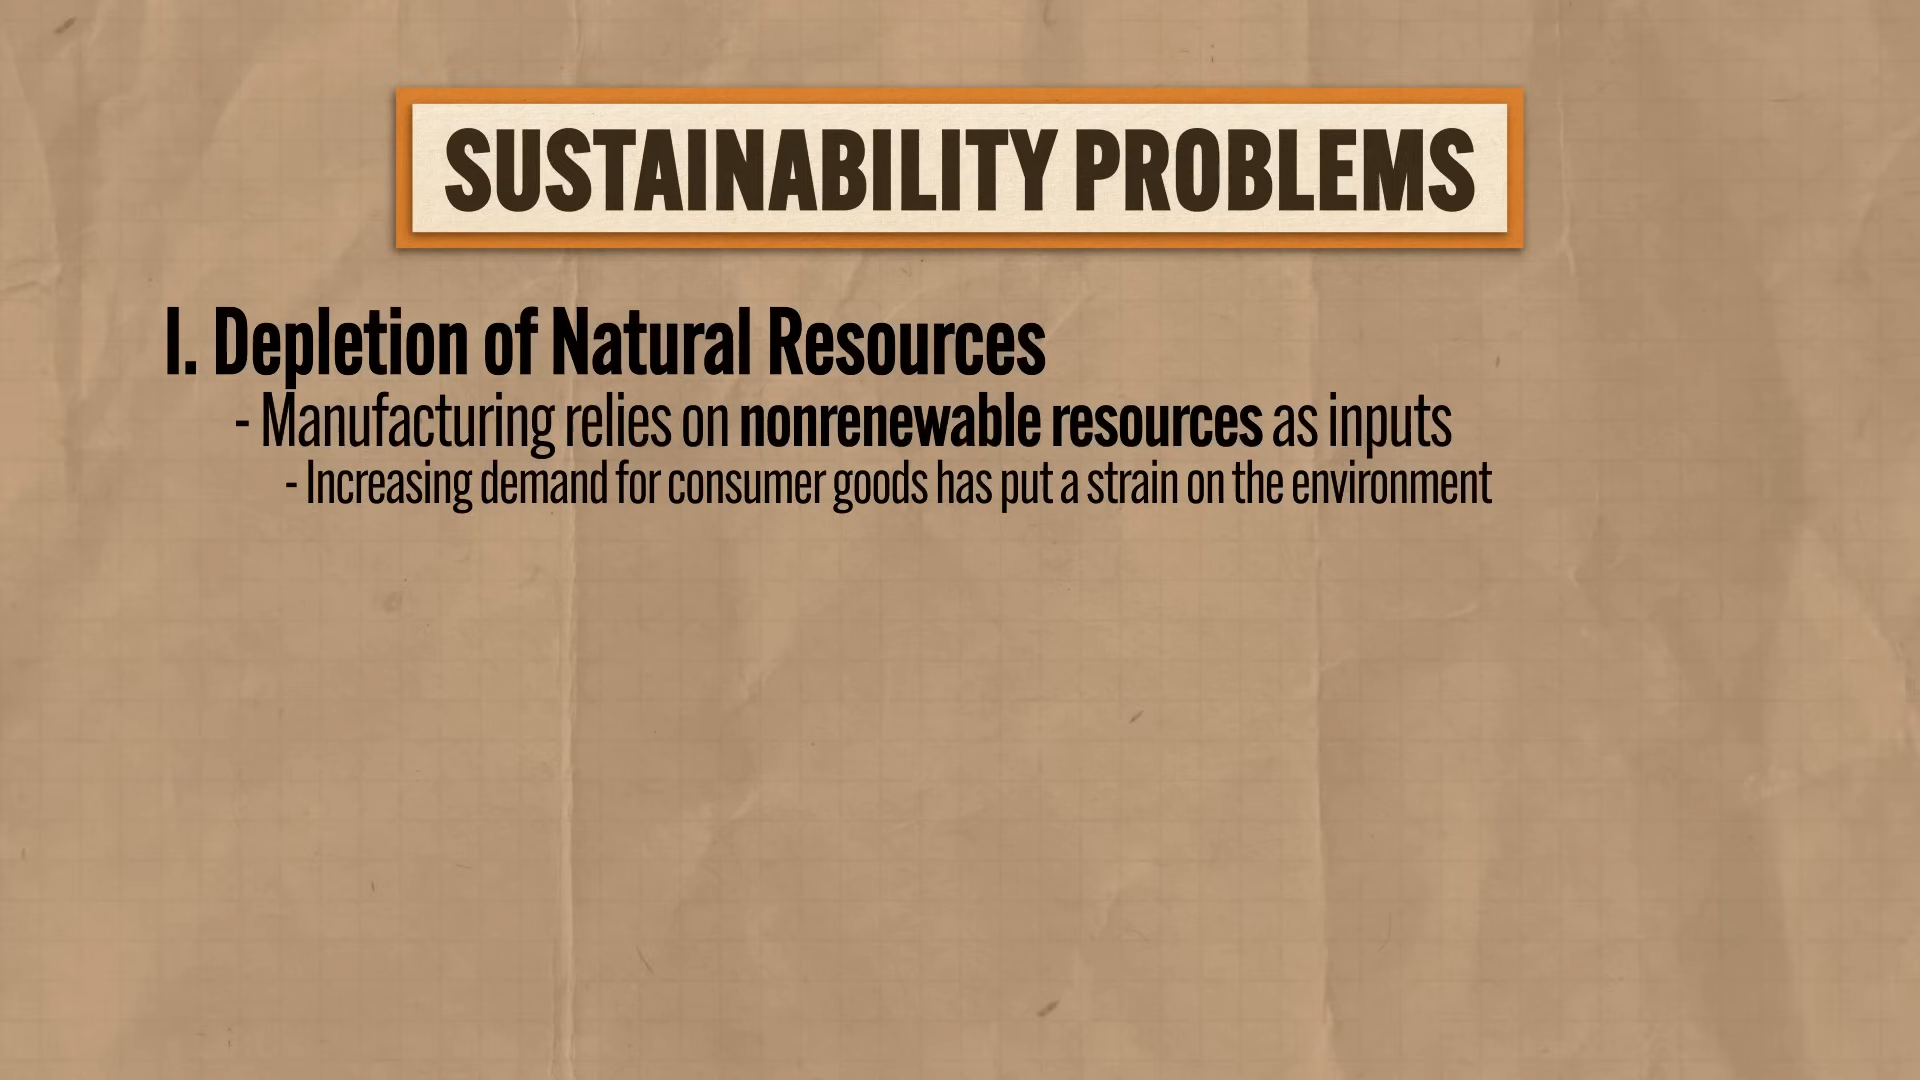 SUSTAINABILITY PROBLEMS
I. Depletion of Natural Resources
- Manufacturing relies on nonrenewable resources as inputs
- Increasing demand for consumer goods has put a strain on the environment